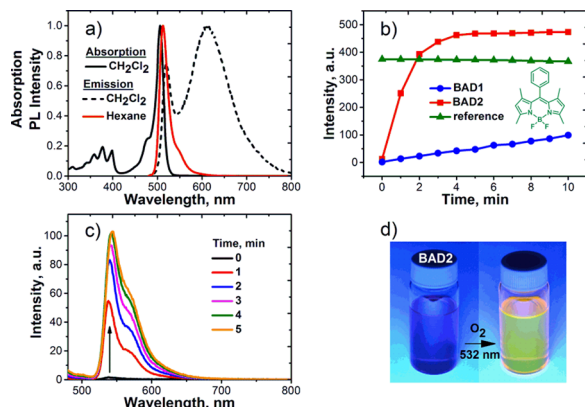 a)
Absorption
PL Intensity
1.0
0.8
0.6
0.4
0.2
0.0
Absorption
CH2Cl2
Emission
CH2Cl2
Hexane
300 400 500 600 700 800
Wavelength, nm
b)
Intensity, a.u.
500
400
300
200
100
0
BAD1
BAD2
reference
N N
B
F F
0 2 4 6 8 10
Time, min
c)
Intensity, a.u.
100
80
60
40
20
0
Time, min
0
1
2
3
4
5
500 600 700 800
Wavelength, nm
d)
BAD2
O2
532 nm